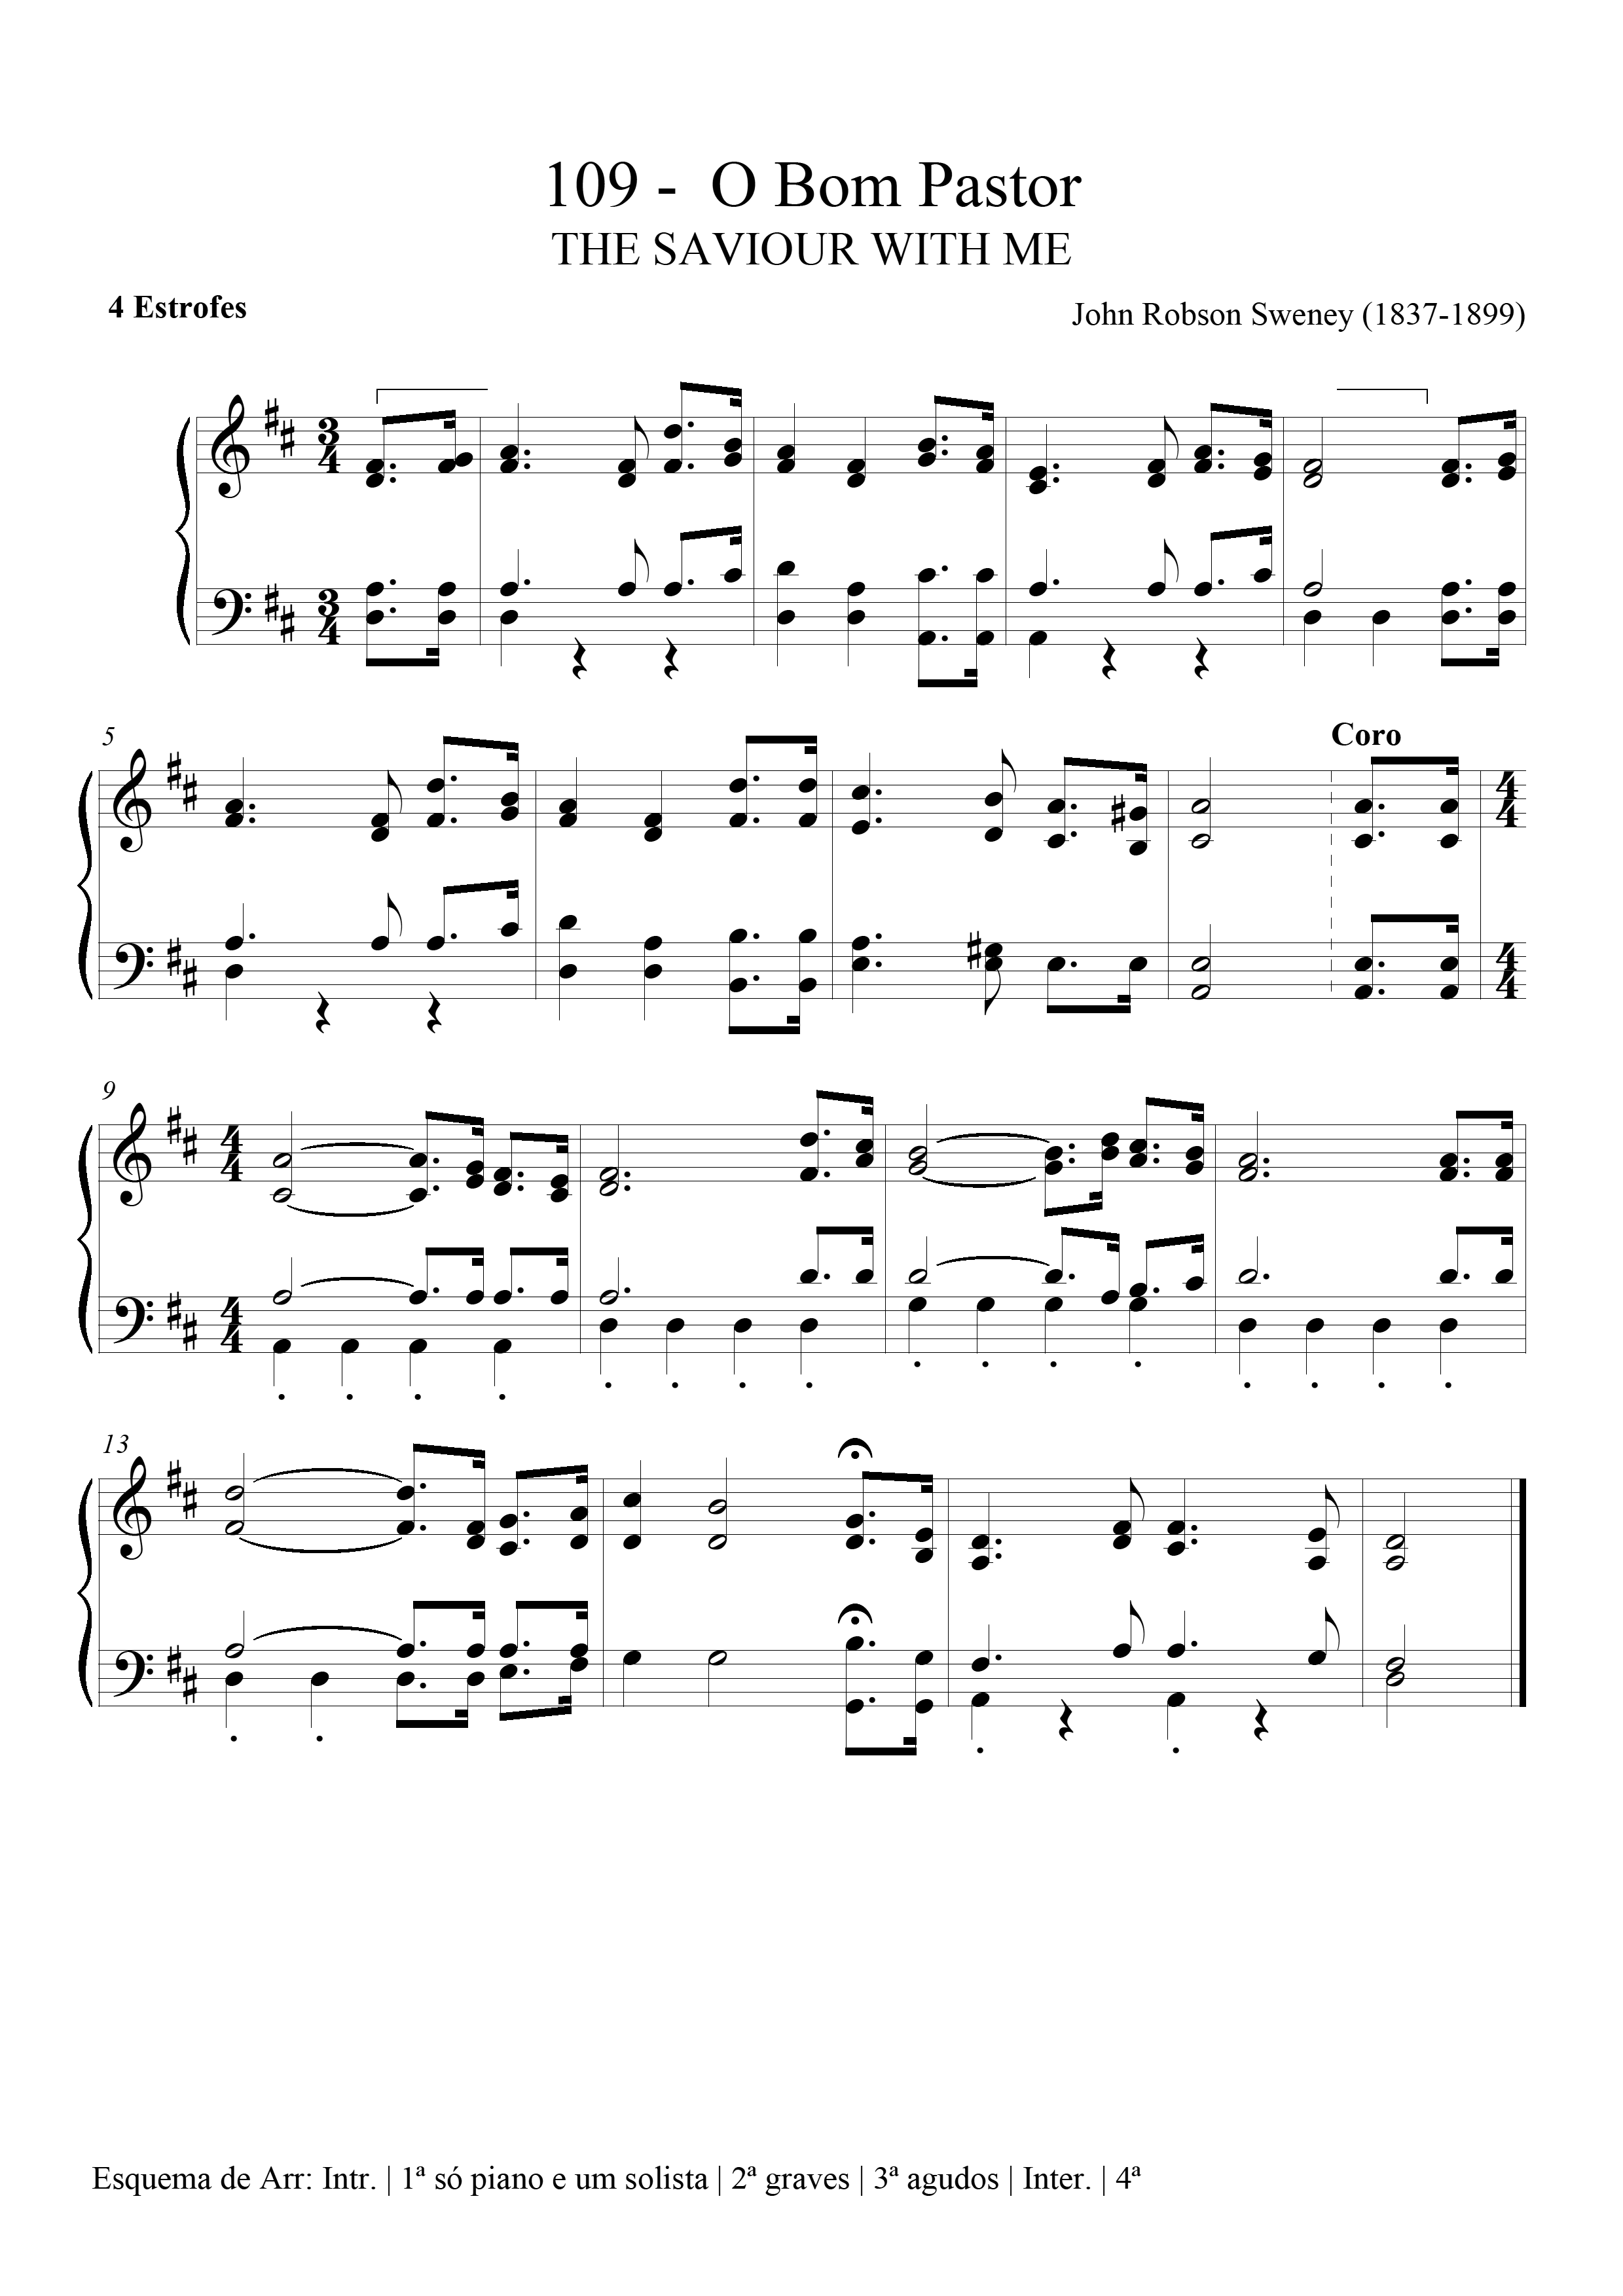 109 - O Bom Pastor
THE SAVIOUR WITH ME
4 Estrofes
John Robson Sweney (1837-1899)
5
Coro
9
13
Esquema de Arr: Intr. | 1ª só piano e um solista | 2ª graves | 3ª agudos | Inter. | 4ª